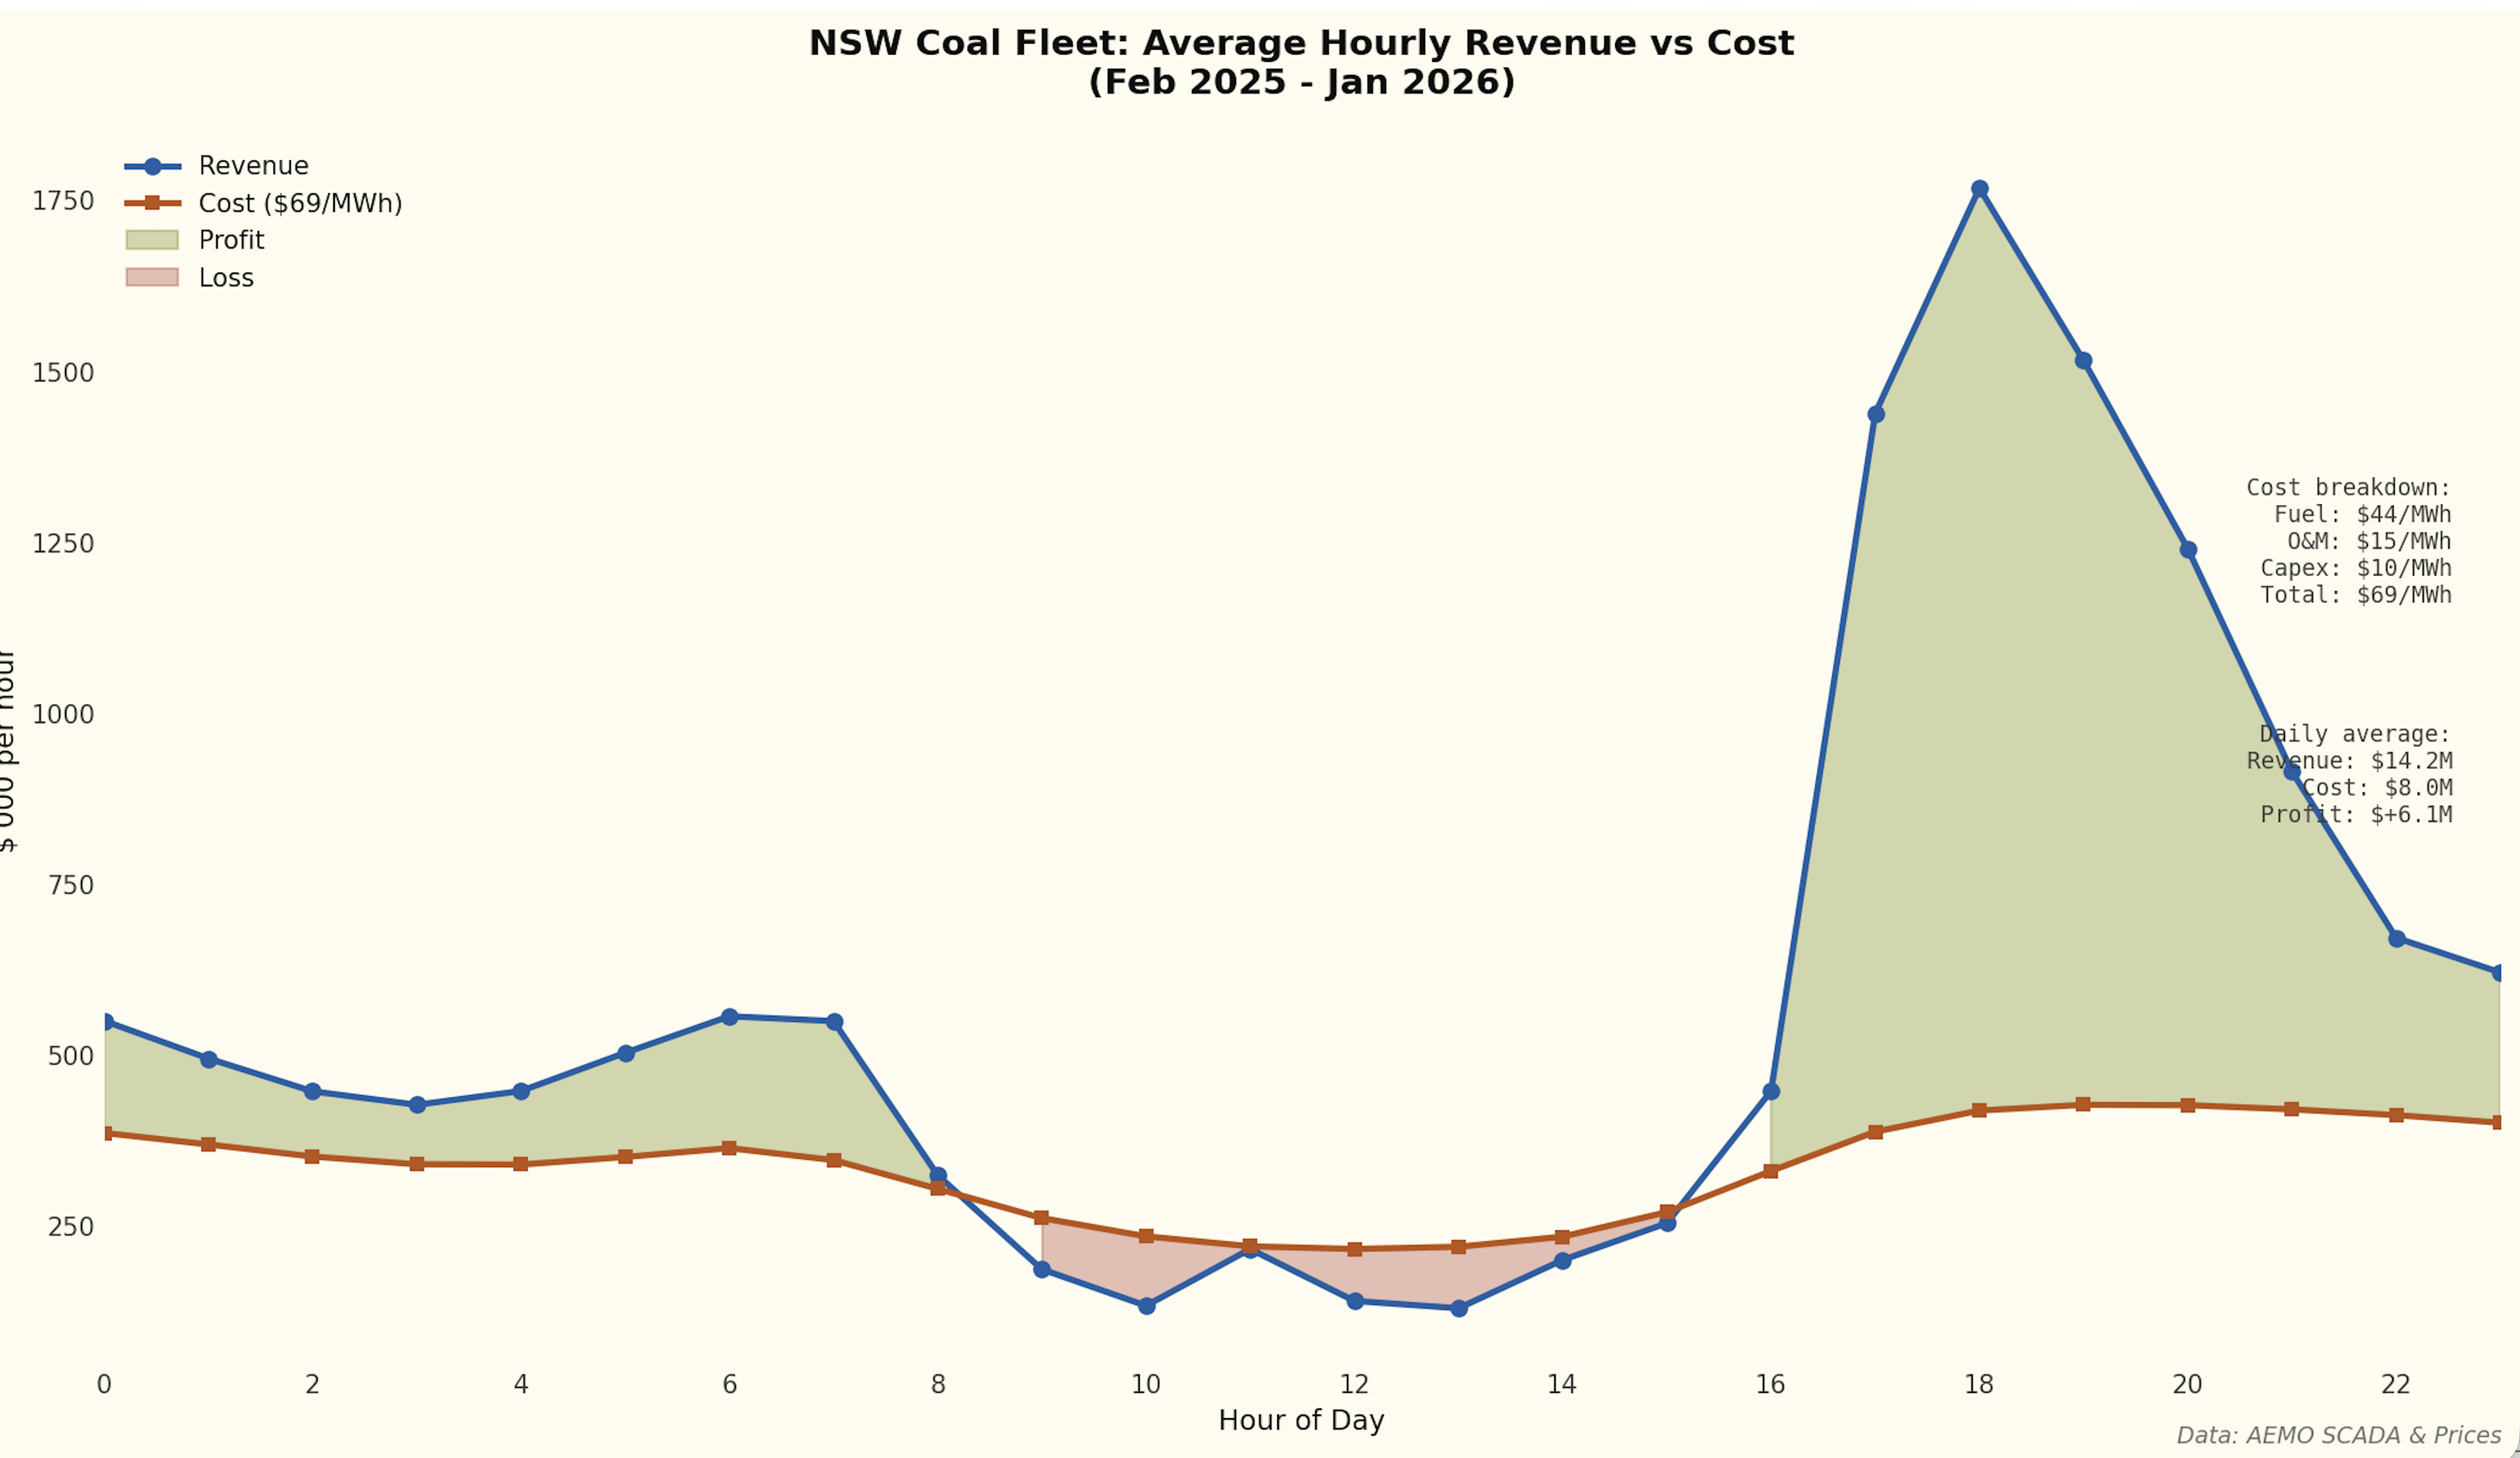 NSW Coal Fleet: Average Hourly Revenue vs Cost
(Feb 2025 - Jan 2026)
Revenue
Cost ($69/MWh)
Profit
Loss
1750
1500
1250
1000
750
500
250
per hour
Cost breakdown:
Fuel: $44/MWh
O&M: $15/MWh
Capex: $10/MWh
Total: $69/MWh
Daily average:
Revenue: $14.2M
Cost: $8.0M
Profit: $+6.1M
0 2 4 6 8 10 12 14 16 18 20 22
Hour of Day
Data: AEMO SCADA & Prices